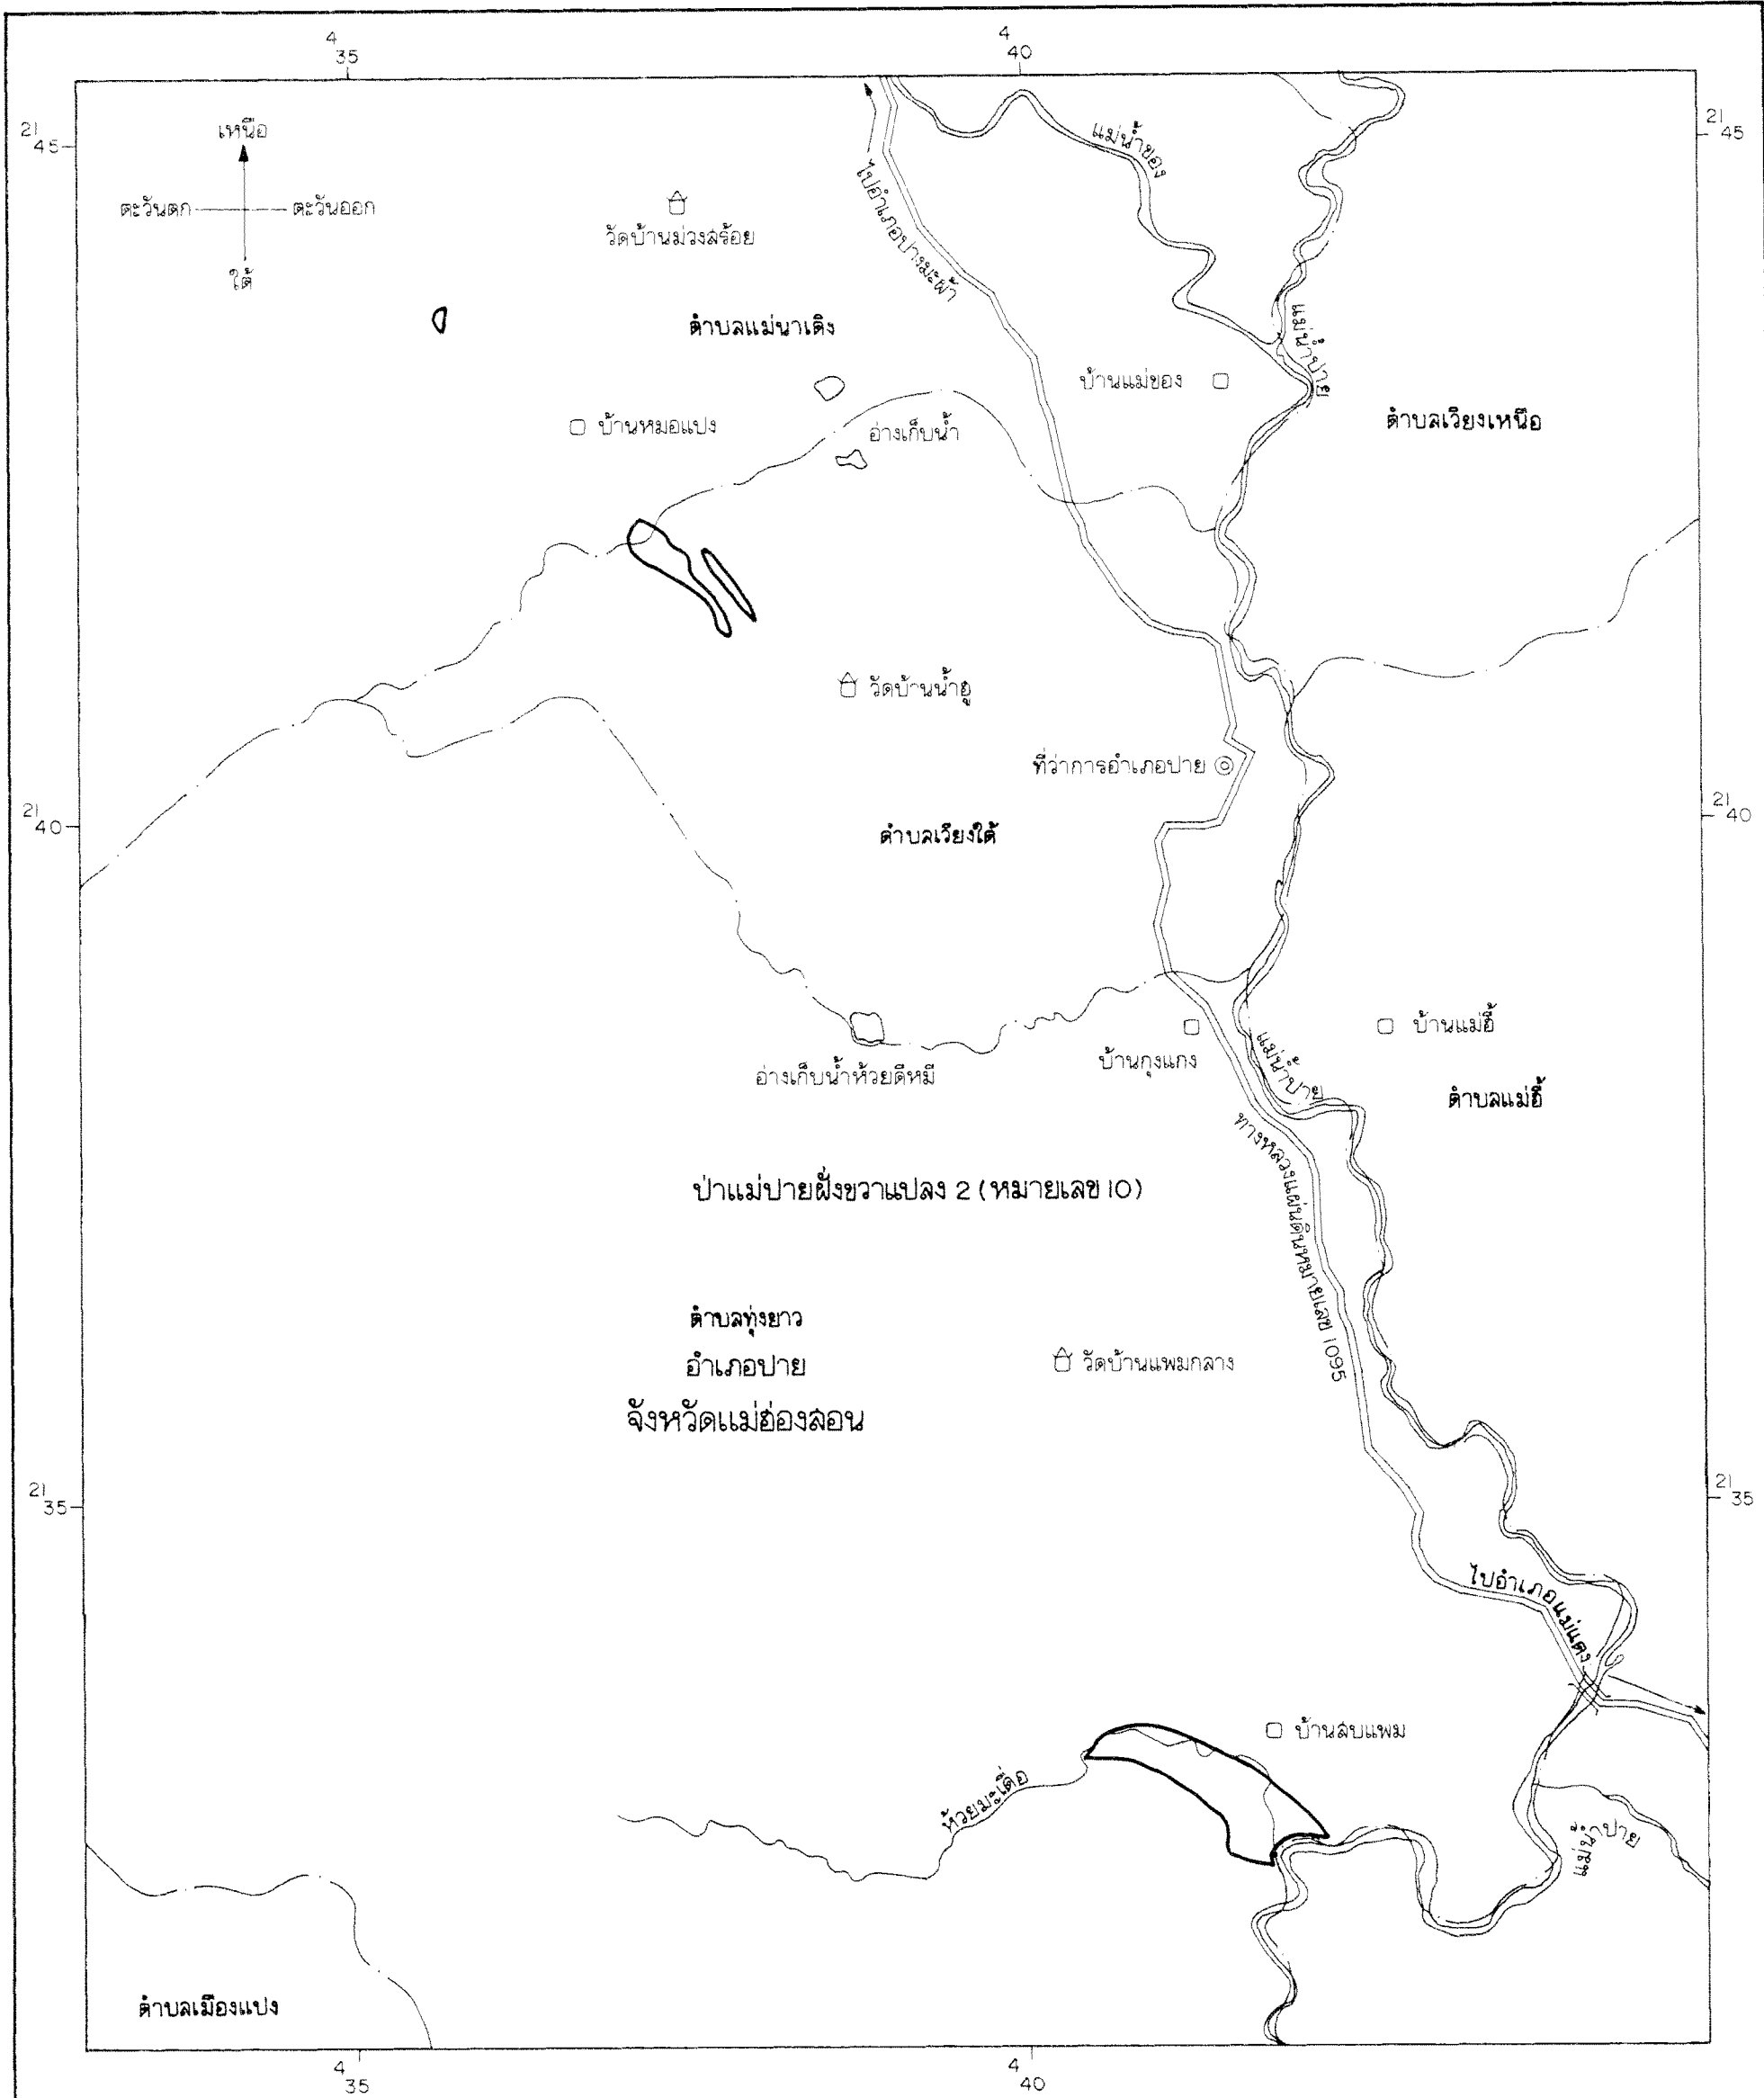 4 35
4 40
21 45
21 45
เหนือ
ตะวันตก
ตะวันออก
ใต้
แม่น้ำของ
ไปอำเภอปางมะผ้า
วัดบ้านม่วงสร้อย
ตำบลแม่นาเติง
แม่น้ำปาย
บ้านแม่ของ
ตำบลเวียงเหนือ
บ้านหมอแปง
อ่างเก็บน้ำ
วัดบ้านน้ำฮู
ที่ว่าการอำเภอปาย
21 40
21 40
ตำบลเวียงใต้
อ่างเก็บน้ำห้วยตีหมี
บ้านกุงแกง
แม่น้ำปาย
บ้านแม่ฮี้
ตำบลแม่ฮี้
ทางหลวงแผ่นดินหมายเลข 1095
ป่าแม่ปายฝั่งขวาแปลง 2 (หมายเลข 10)
ตำบลทุ่งยาว
อำเภอปาย
จังหวัดแม่ฮ่องสอน
วัดบ้านแพมกลาง
21 35
21 35
ไปอำเภอแม่แตง
บ้านสบแพม
ห้วยมะเดื่อ
แม่น้ำปาย
ตำบลเมืองแปง
4 35
4 40